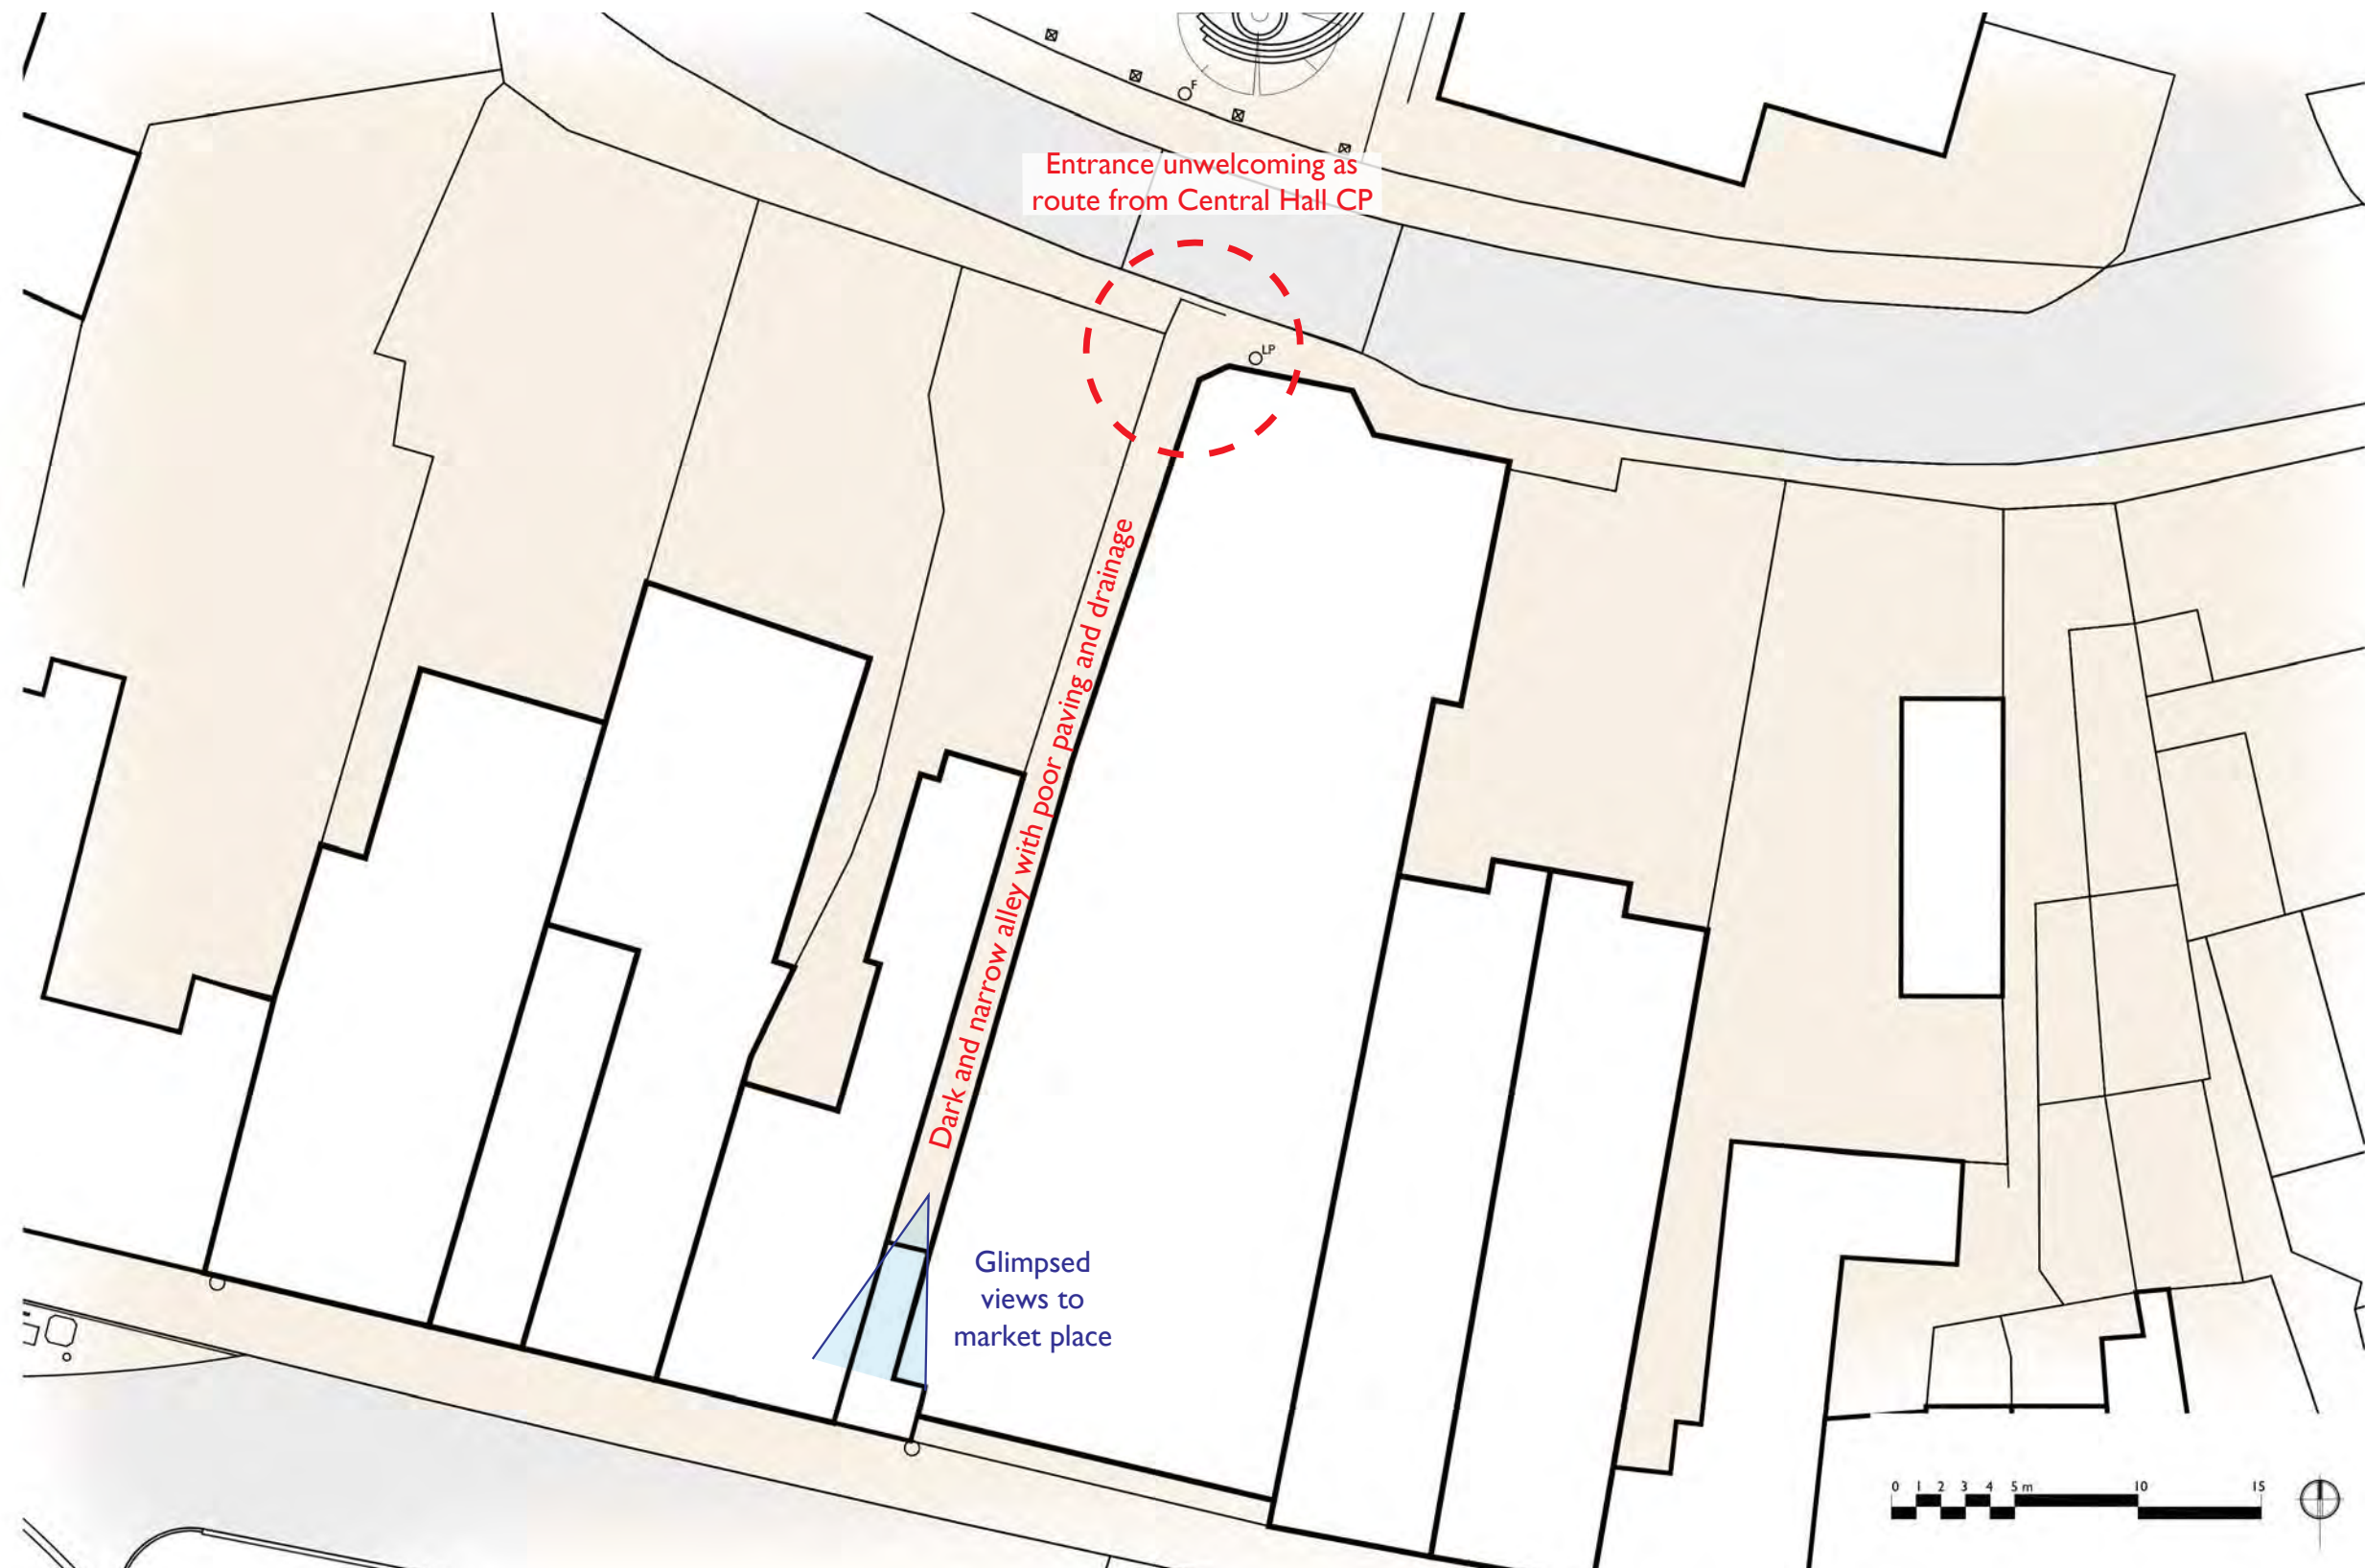 F
Entrance unwelcoming as
route from Central Hall CP
LP
Dark and narrow alley with poor paving and drainage
Glimpsed
views to
market place
0 1 2 3 4 5 m 10 15